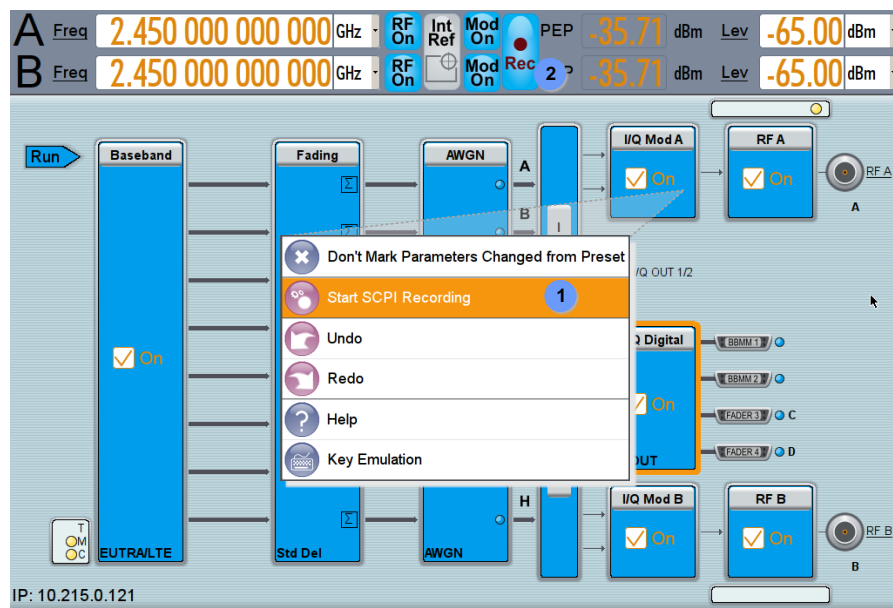 A Freq 2.450 000 000 000 GHz RF On Int Ref Mod On Rec PEP -35.71 dBm Lev -65.00 dBm
B Freq 2.450 000 000 000 GHz RF On Mod On 2 P -35.71 dBm Lev -65.00 dBm
Run
Baseband
Fading
AWGN
A
I/Q Mod A
RF A
On
On
RF A
A
B
I
Don't Mark Parameters Changed from Preset
I/Q OUT 1/2
Start SCPI Recording 1
Undo
Digital
BBMM 1
On
Redo
BBMM 2
On
Help
FADER 3 C
Key Emulation
FADER 4 D
OUT
H
I/Q Mod B
RF B
T
M
C
On
On
RF B
B
EUTRA/LTE
Std Del
AWGN
IP: 10.215.0.121